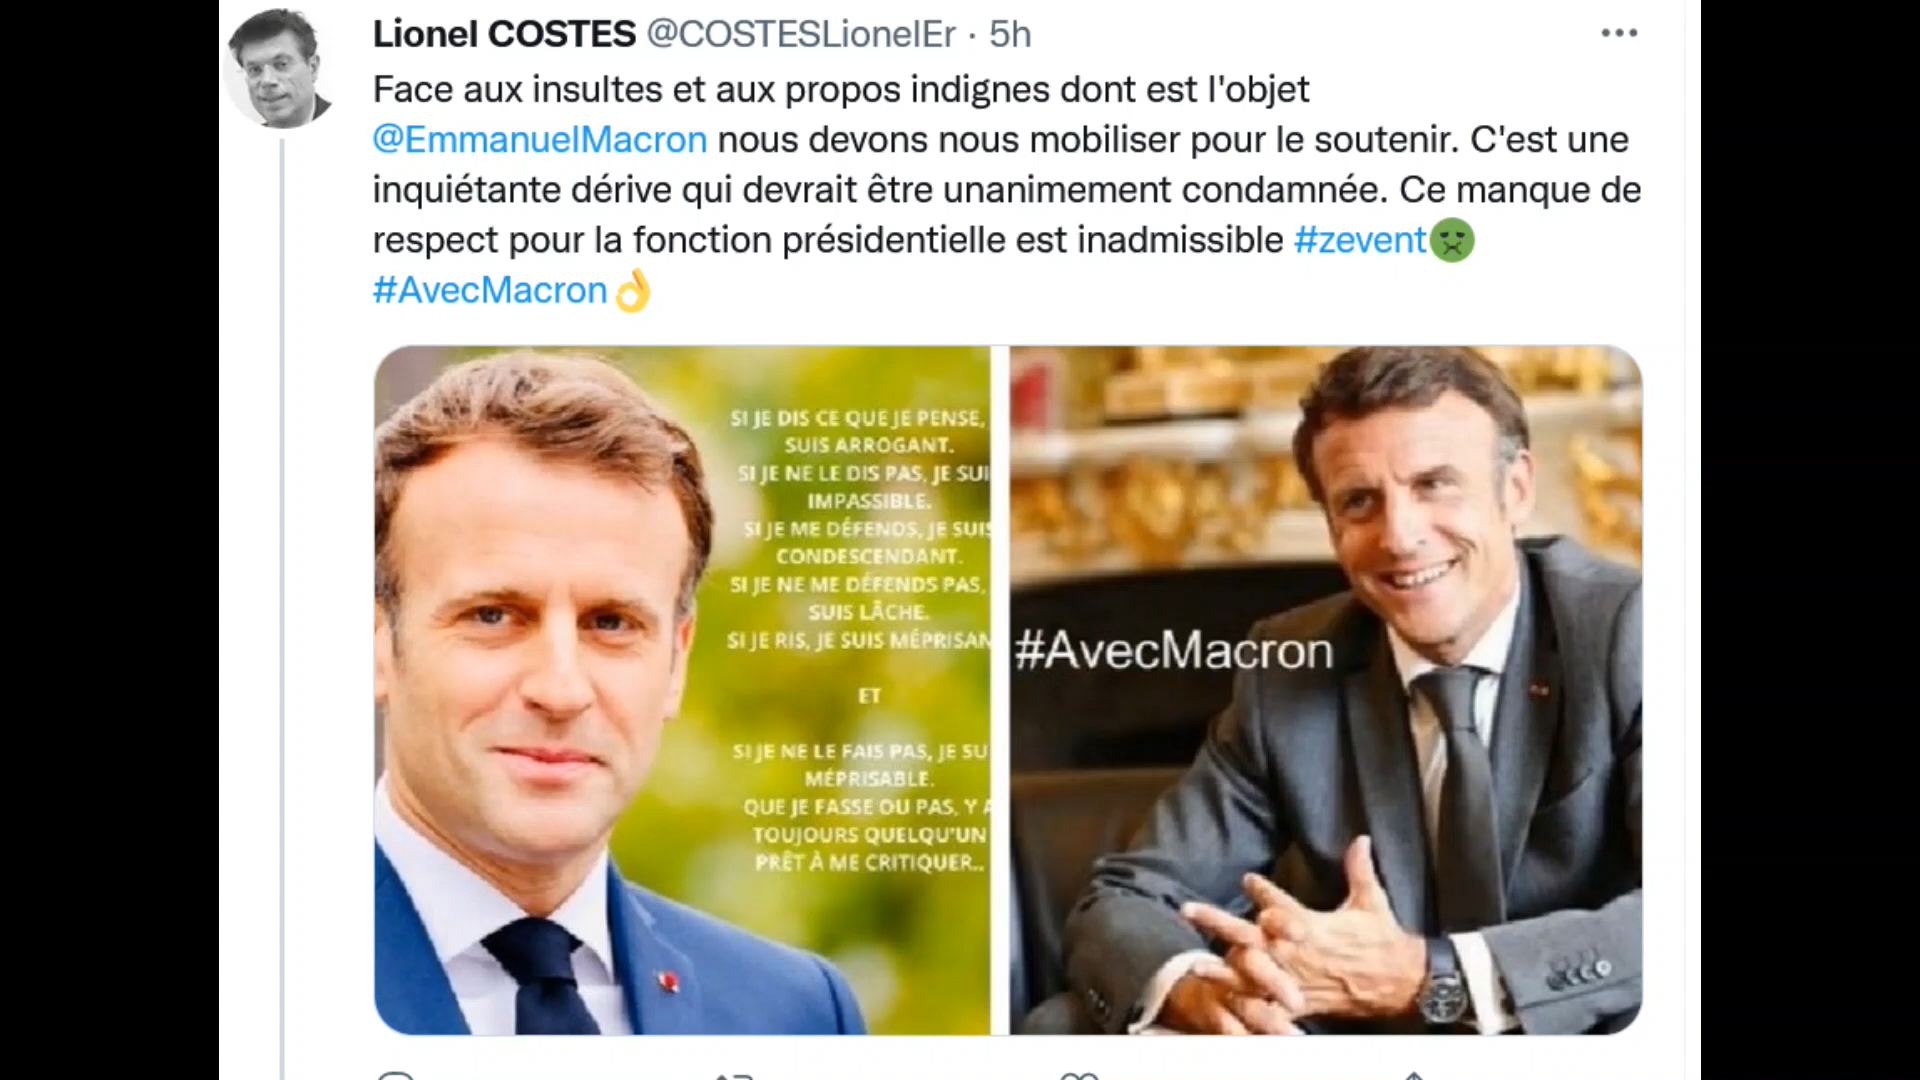 Lionel COSTES @COSTESLionelEr · 5h
Face aux insultes et aux propos indignes dont est l'objet
@EmmanuelMacron nous devons nous mobiliser pour le soutenir. C'est une
inquiétante dérive qui devrait être unanimement condamnée. Ce manque de
respect pour la fonction présidentielle est inadmissible #zevent
#AvecMacron
SI JE DIS CE QUE JE PENSE,
SUIS ARROGANT.
SI JE NE LE DIS PAS, JE SUI
IMPASSIBLE.
SI JE ME DÉFENDS, JE SUIS
CONDESCENDANT.
SI JE NE ME DÉFENDS PAS,
SUIS LÂCHE.
SI JE RIS, JE SUIS MÉPRISAN
ET
SI JE NE LE FAIS PAS, JE SU
MÉPRISABLE.
QUE JE FASSE OU PAS, Y A
TOUJOURS QUELQU'UN
PRÊT À ME CRITIQUER..
#AvecMacron